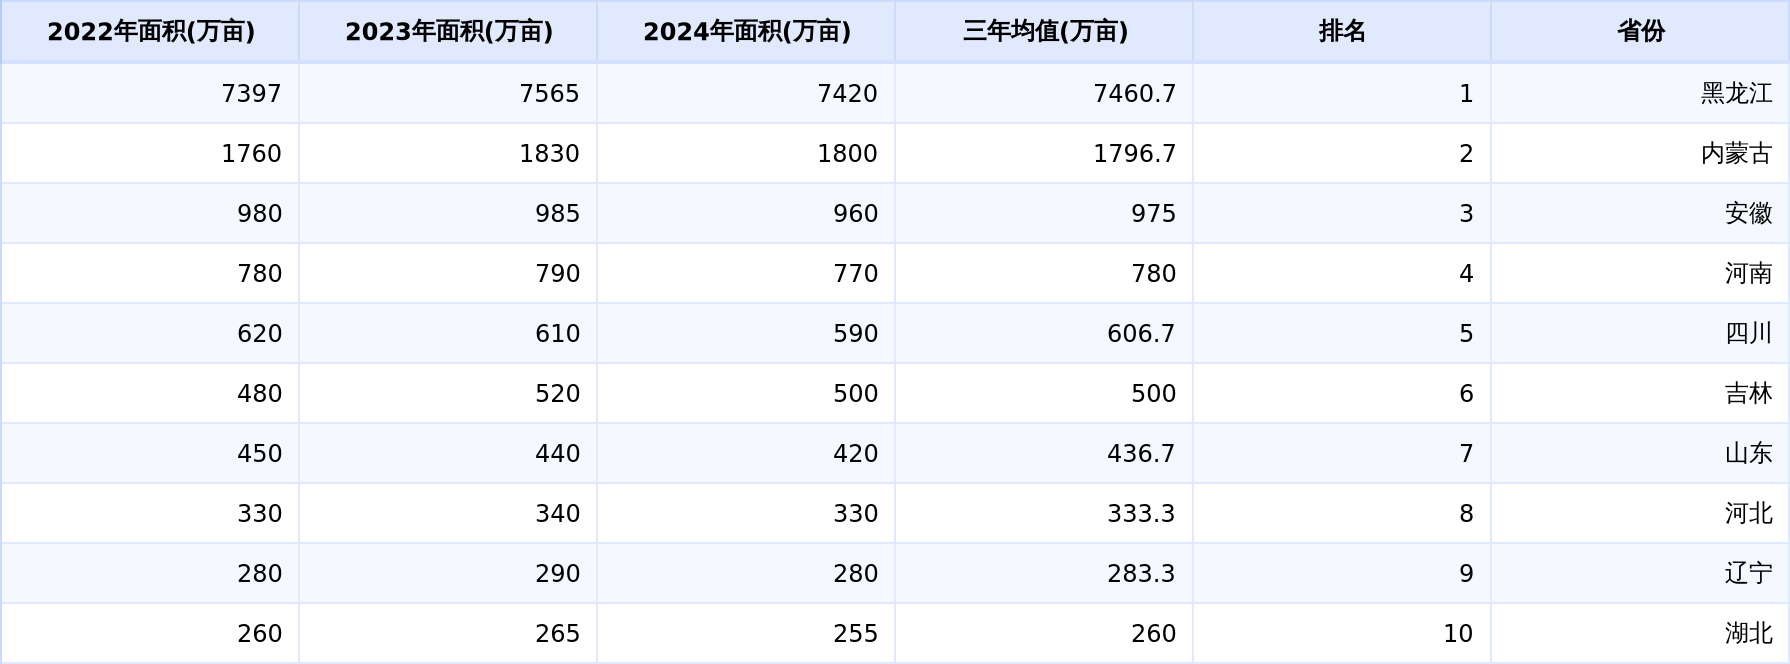 2022年面积(万亩) 2023年面积(万亩) 2024年面积(万亩) 三年均值(万亩) 排名 省份
7397 7565 7420 7460.7 1 黑龙江
1760 1830 1800 1796.7 2 内蒙古
980 985 960 975 3 安徽
780 790 770 780 4 河南
620 610 590 606.7 5 四川
480 520 500 500 6 吉林
450 440 420 436.7 7 山东
330 340 330 333.3 8 河北
280 290 280 283.3 9 辽宁
260 265 255 260 10 湖北